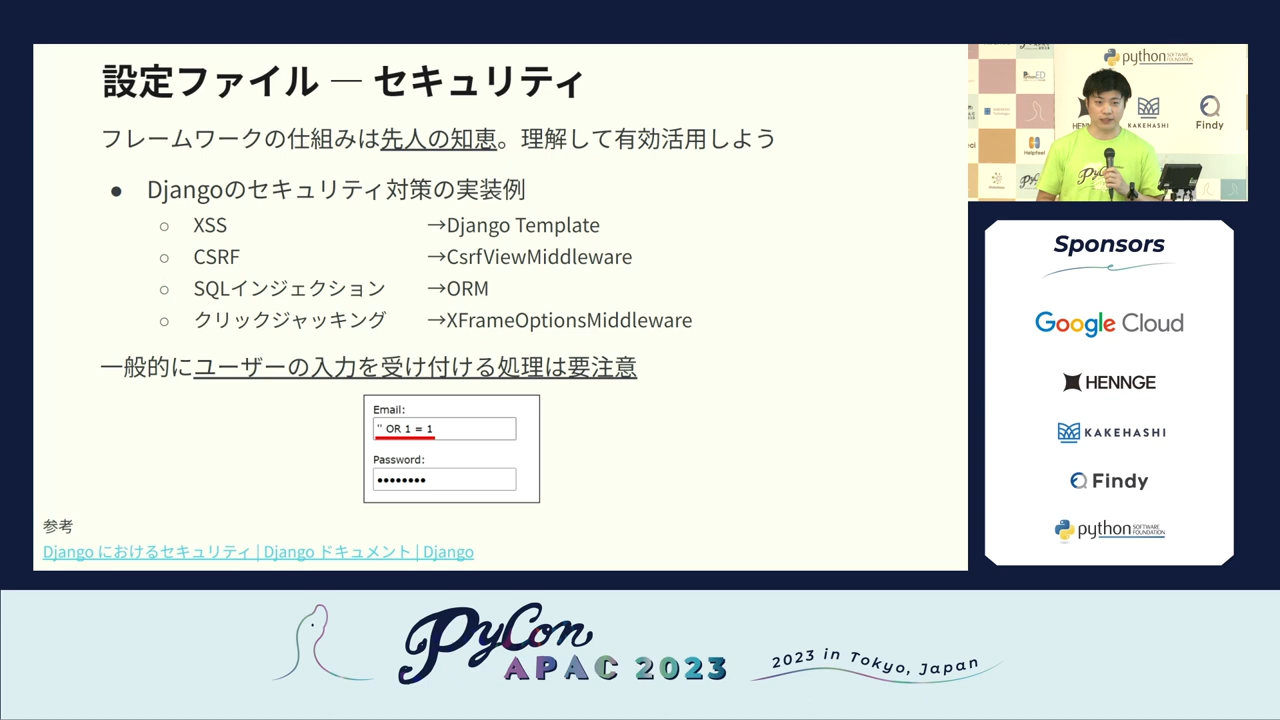 設定ファイル ― セキュリティ
フレームワークの仕組みは先人の知恵。理解して有効活用しよう
● Djangoのセキュリティ対策の実装例
○ XSS →Django Template
○ CSRF →CsrfViewMiddleware
○ SQLインジェクション →ORM
○ クリックジャッキング →XFrameOptionsMiddleware
一般的にユーザーの入力を受け付ける処理は要注意
Email:
'' OR 1 = 1
Password:
●●●●●●●●
参考
Django におけるセキュリティ | Django ドキュメント | Django
python SOFTWARE FOUNDATION
KAKEHASHI
Findy
Helpfeel
Sponsors
Google Cloud
HENNGE
KAKEHASHI
Findy
python SOFTWARE FOUNDATION
PyCon
APAC 2023
2023 in Tokyo, Japan